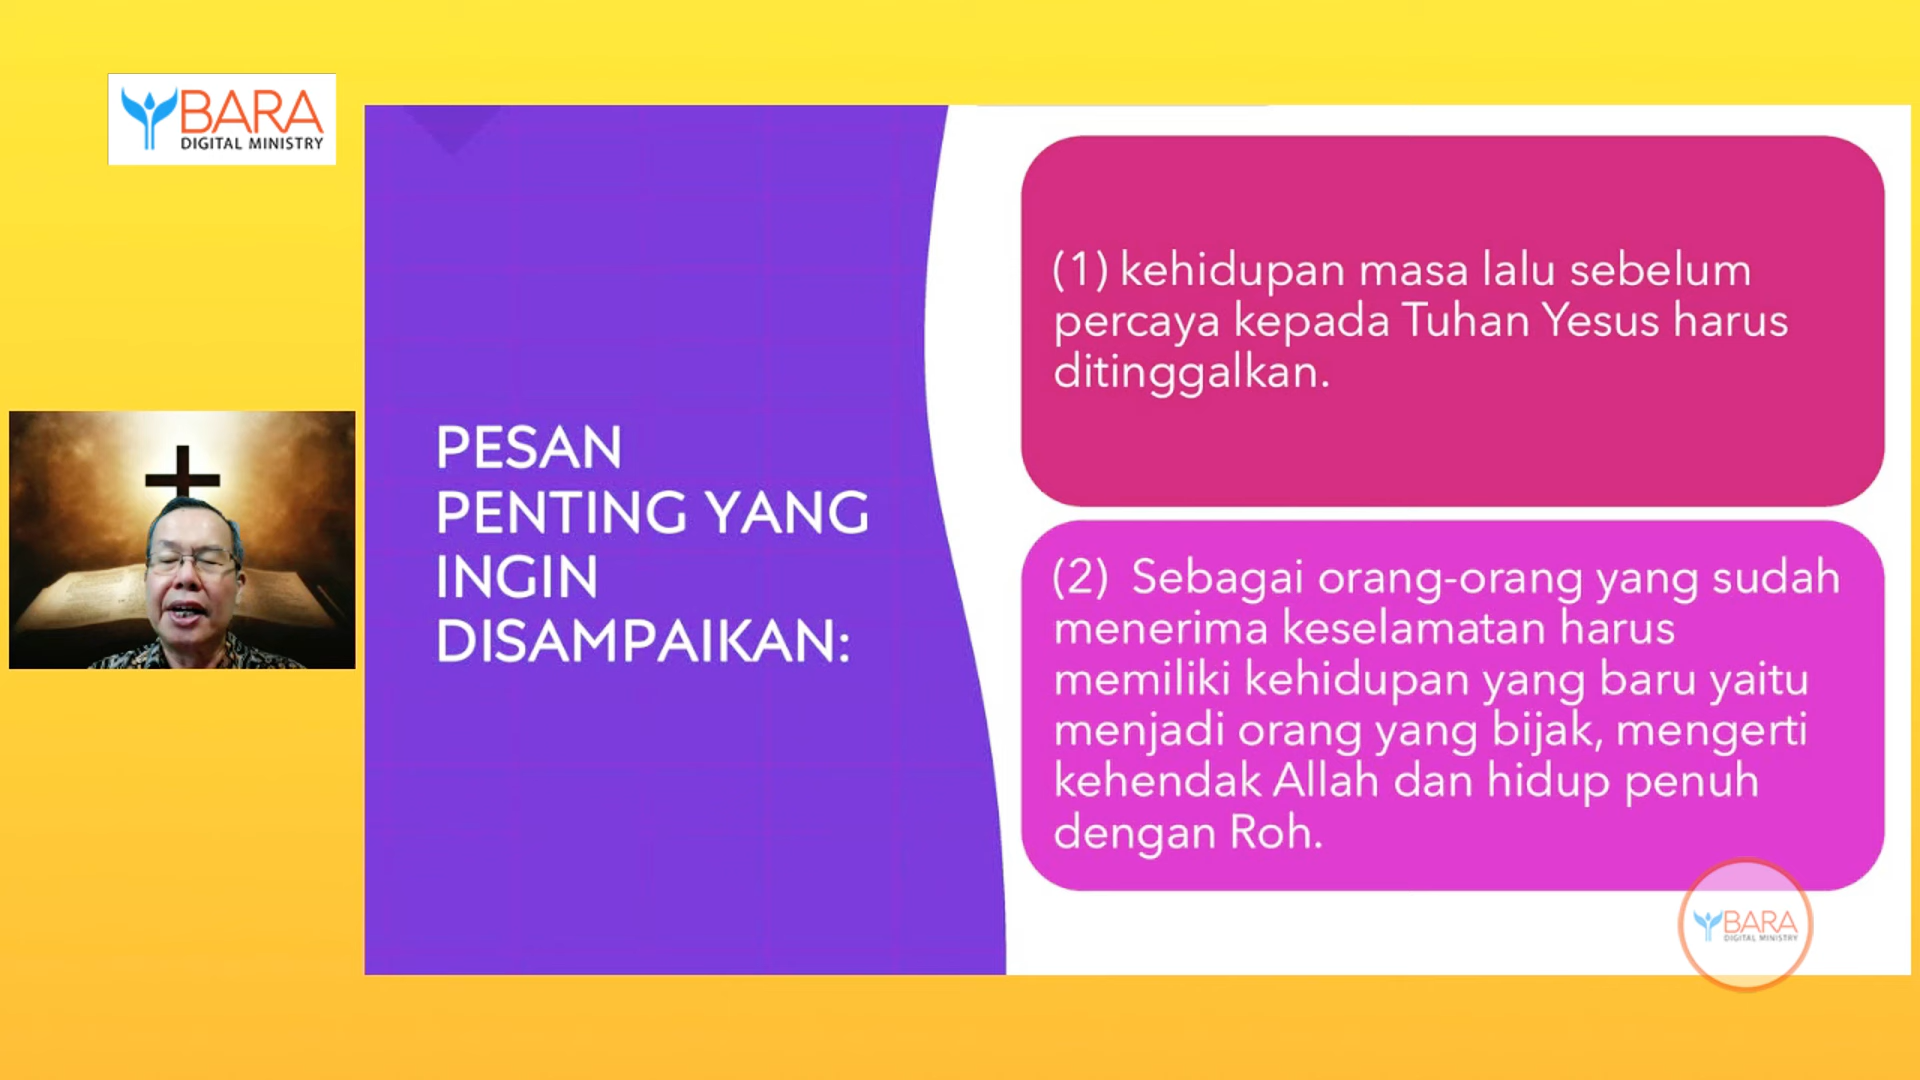 BARA
DIGITAL MINISTRY
PESAN
PENTING YANG
INGIN
DISAMPAIKAN:
(1) kehidupan masa lalu sebelum
percaya kepada Tuhan Yesus harus
ditinggalkan.
(2) Sebagai orang-orang yang sudah
menerima keselamatan harus
memiliki kehidupan yang baru yaitu
menjadi orang yang bijak, mengerti
kehendak Allah dan hidup penuh
dengan Roh.
BARA
DIGITAL MINISTRY